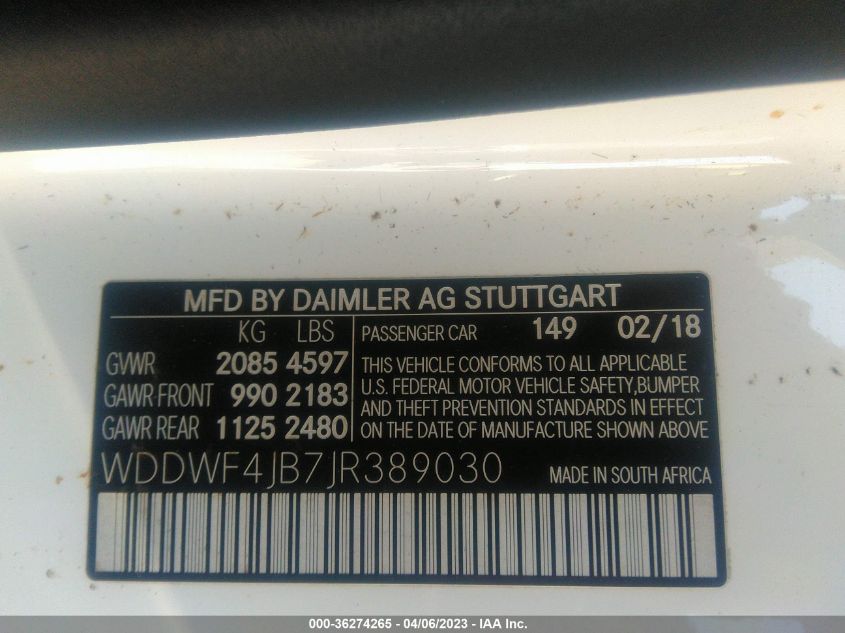 MFD BY DAIMLER AG STUTTGART
KG LBS
GVWR 2085 4597
GAWR FRONT 990 2183
GAWR REAR 1125 2480
PASSENGER CAR 149 02/18
THIS VEHICLE CONFORMS TO ALL APPLICABLE
U.S. FEDERAL MOTOR VEHICLE SAFETY,BUMPER
AND THEFT PREVENTION STANDARDS IN EFFECT
ON THE DATE OF MANUFACTURE SHOWN ABOVE
WDDWF4JB7JR389030 MADE IN SOUTH AFRICA
000-36274265 - 04/06/2023 - IAA Inc.